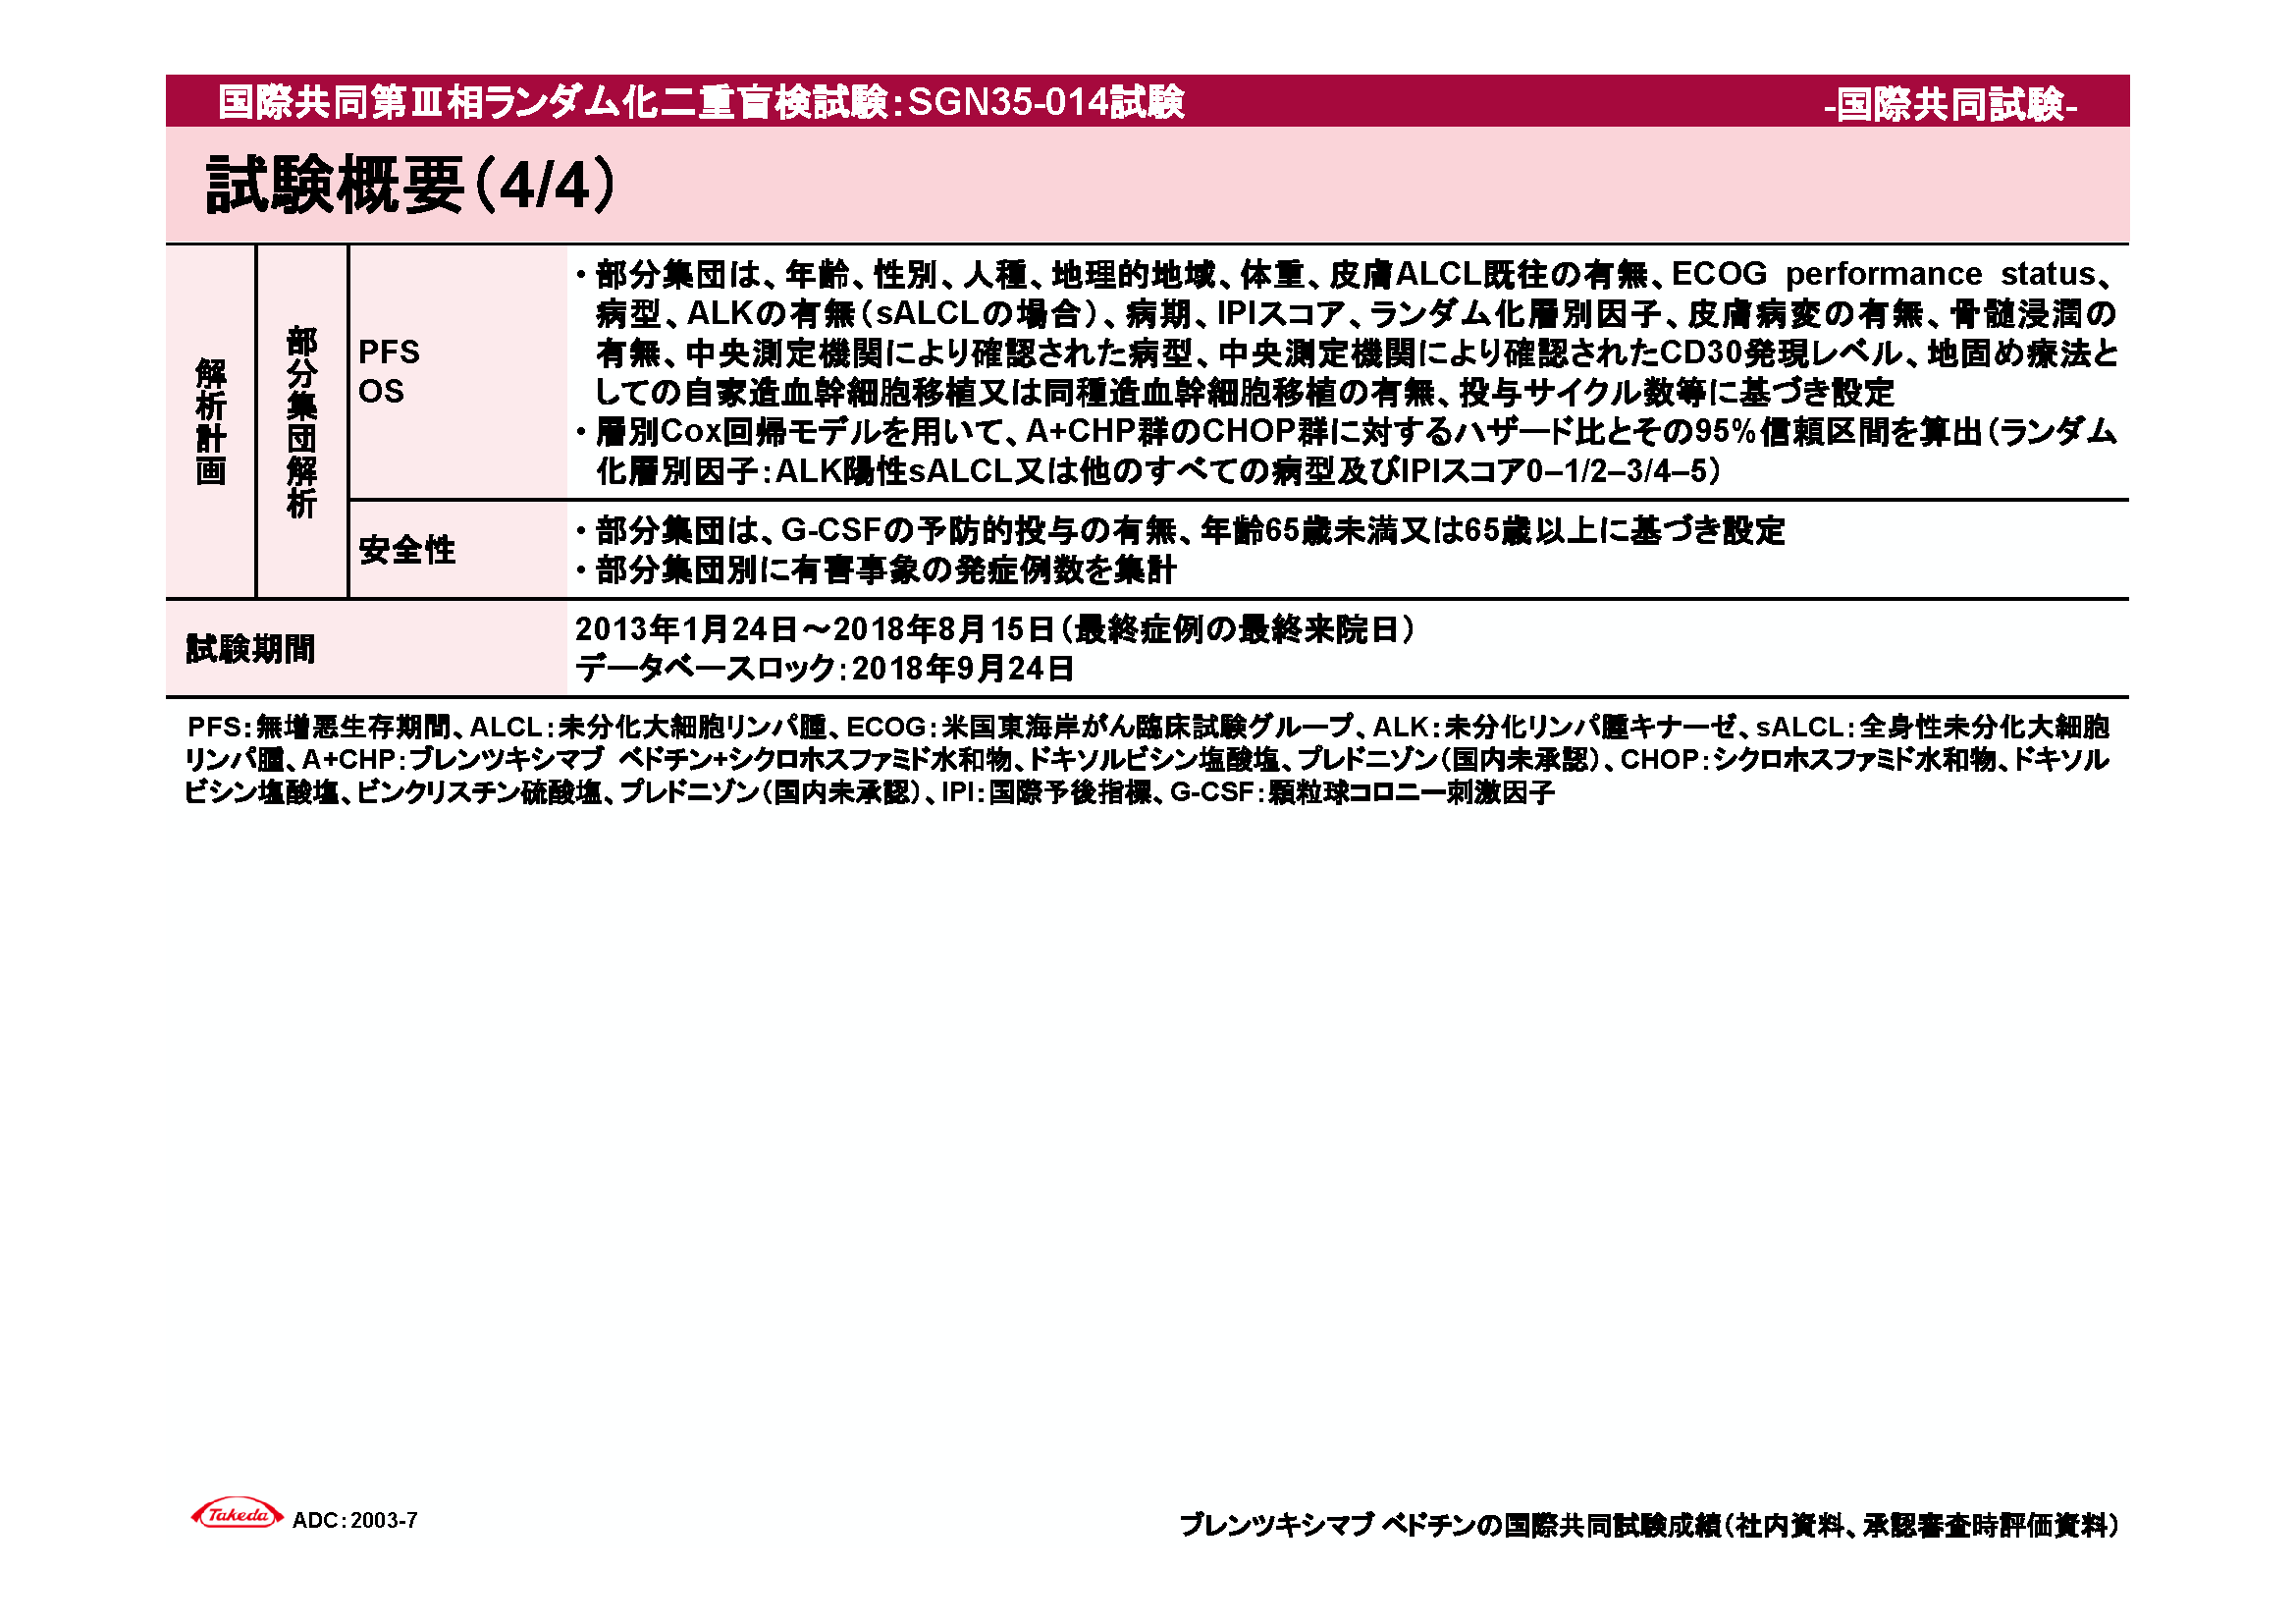 国際共同第Ⅲ相ランダム化二重盲検試験：SGN35-014試験
-国際共同試験-
試験概要（4/4）
解析計画
部分集団解析
PFS
OS
・部分集団は、年齢、性別、人種、地理的地域、体重、皮膚ALCL既往の有無、ECOG performance status、
病型、ALKの有無（sALCLの場合）、病期、IPIスコア、ランダム化層別因子、皮膚病変の有無、骨髄浸潤の
有無、中央測定機関により確認された病型、中央測定機関により確認されたCD30発現レベル、地固め療法と
しての自家造血幹細胞移植又は同種造血幹細胞移植の有無、投与サイクル数等に基づき設定
・層別Cox回帰モデルを用いて、A+CHP群のCHOP群に対するハザード比とその95%信頼区間を算出（ランダム
化層別因子：ALK陽性sALCL又は他のすべての病型及びIPIスコア0–1/2–3/4–5）
安全性
・部分集団は、G-CSFの予防的投与の有無、年齢65歳未満又は65歳以上に基づき設定
・部分集団別に有害事象の発症例数を集計
試験期間
2013年1月24日～2018年8月15日（最終症例の最終来院日）
データベースロック：2018年9月24日
PFS：無増悪生存期間、ALCL：未分化大細胞リンパ腫、ECOG：米国東海岸がん臨床試験グループ、ALK：未分化リンパ腫キナーゼ、sALCL：全身性未分化大細胞
リンパ腫、A+CHP：ブレンツキシマブ ベドチン+シクロホスファミド水和物、ドキソルビシン塩酸塩、プレドニゾン（国内未承認）、CHOP：シクロホスファミド水和物、ドキソル
ビシン塩酸塩、ビンクリスチン硫酸塩、プレドニゾン（国内未承認）、IPI：国際予後指標、G-CSF：顆粒球コロニー刺激因子
Takeda
ADC：2003-7
ブレンツキシマブ ベドチンの国際共同試験成績（社内資料、承認審査時評価資料）